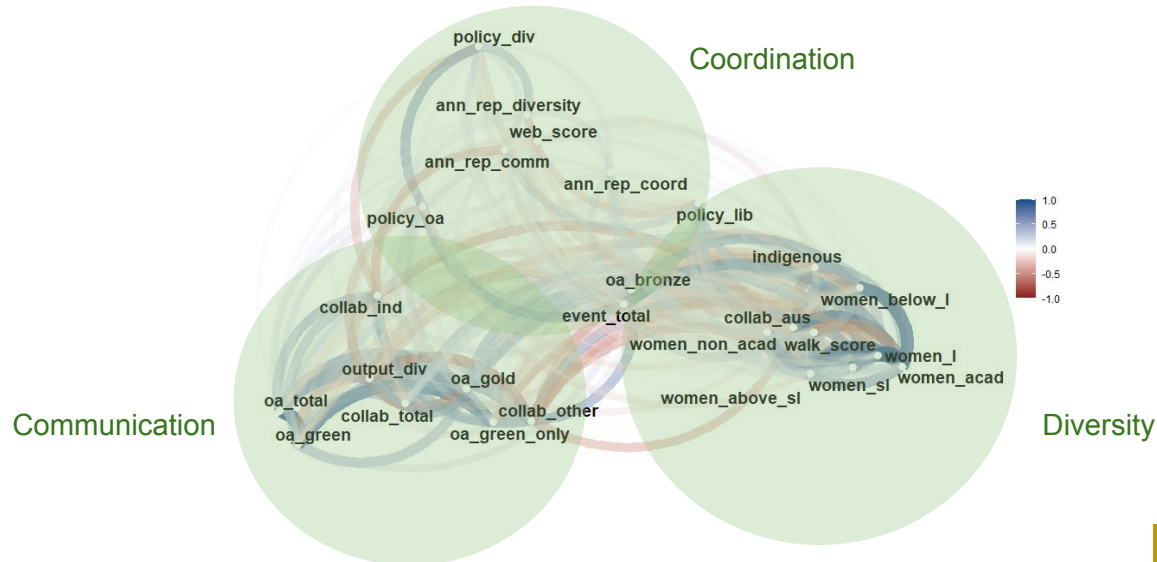 policy_div
Coordination
ann_rep_diversity
web_score
ann_rep_comm
ann_rep_coord
policy_oa
policy_lib
1.0
0.5
0.0
-0.5
-1.0
indigenous
oa_bronze
women_below_l
collab_ind
event_total
collab_aus
women_non_acad
walk_score
women_l
output_div
oa_gold
women_sl
women_acad
oa_total
women_above_sl
collab_total
collab_other
Communication
oa_green
oa_green_only
Diversity